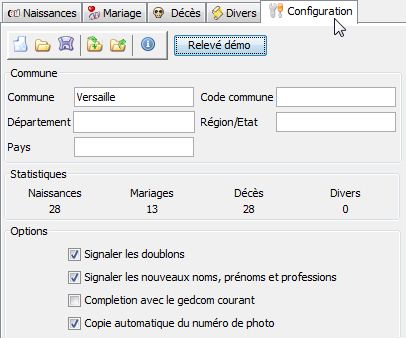 Naissances Mariage Décès Divers Configuration
Relevé démo
Commune
Commune Versaille Code commune
Département Région/Etat
Pays
Statistiques
Naissances Mariages Décès Divers
28 13 28 0
Options
Signaler les doublons
Signaler les nouveaux noms, prénoms et professions
Completion avec le gedcom courant
Copie automatique du numéro de photo